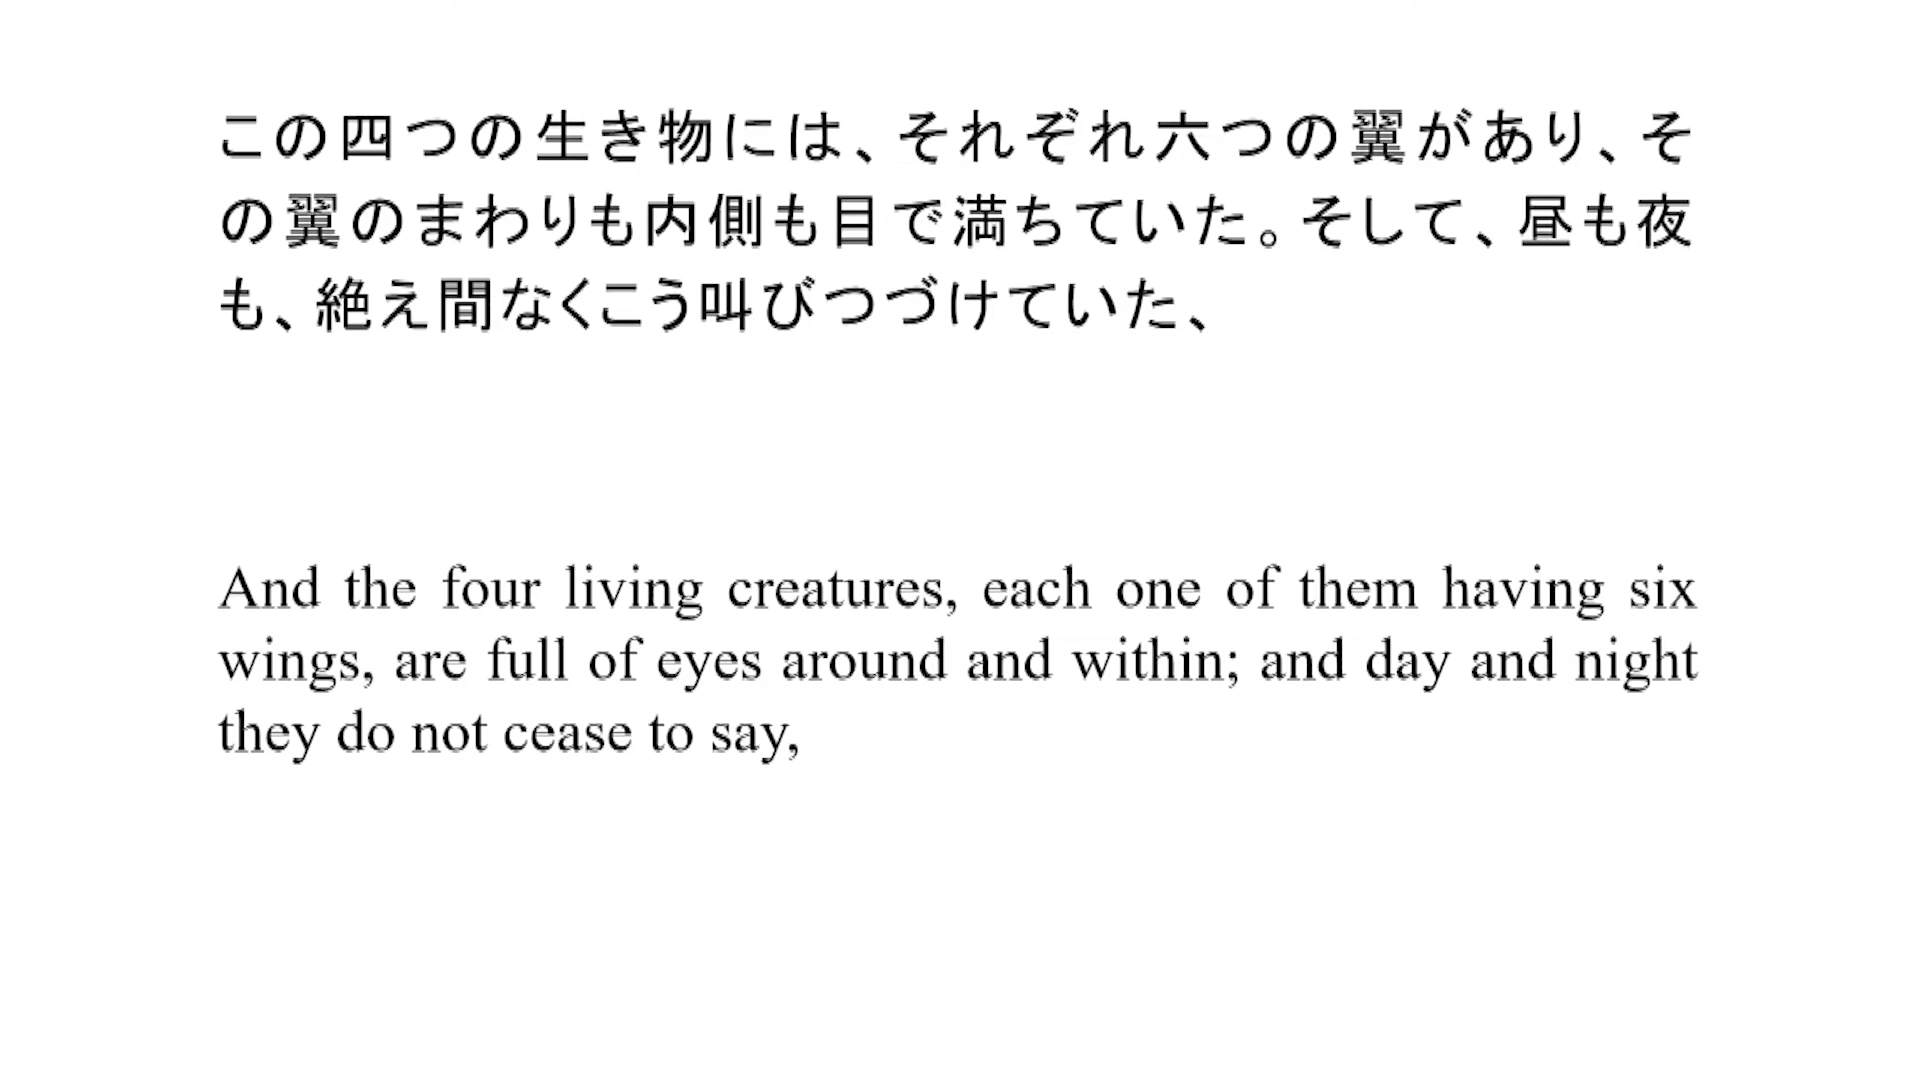 この四つの生き物には、それぞれ六つの翼があり、そ
の翼のまわりも内側も目で満ちていた。そして、昼も夜
も、絶え間なくこう叫びつづけていた、
And the four living creatures, each one of them having six
wings, are full of eyes around and within; and day and night
they do not cease to say,